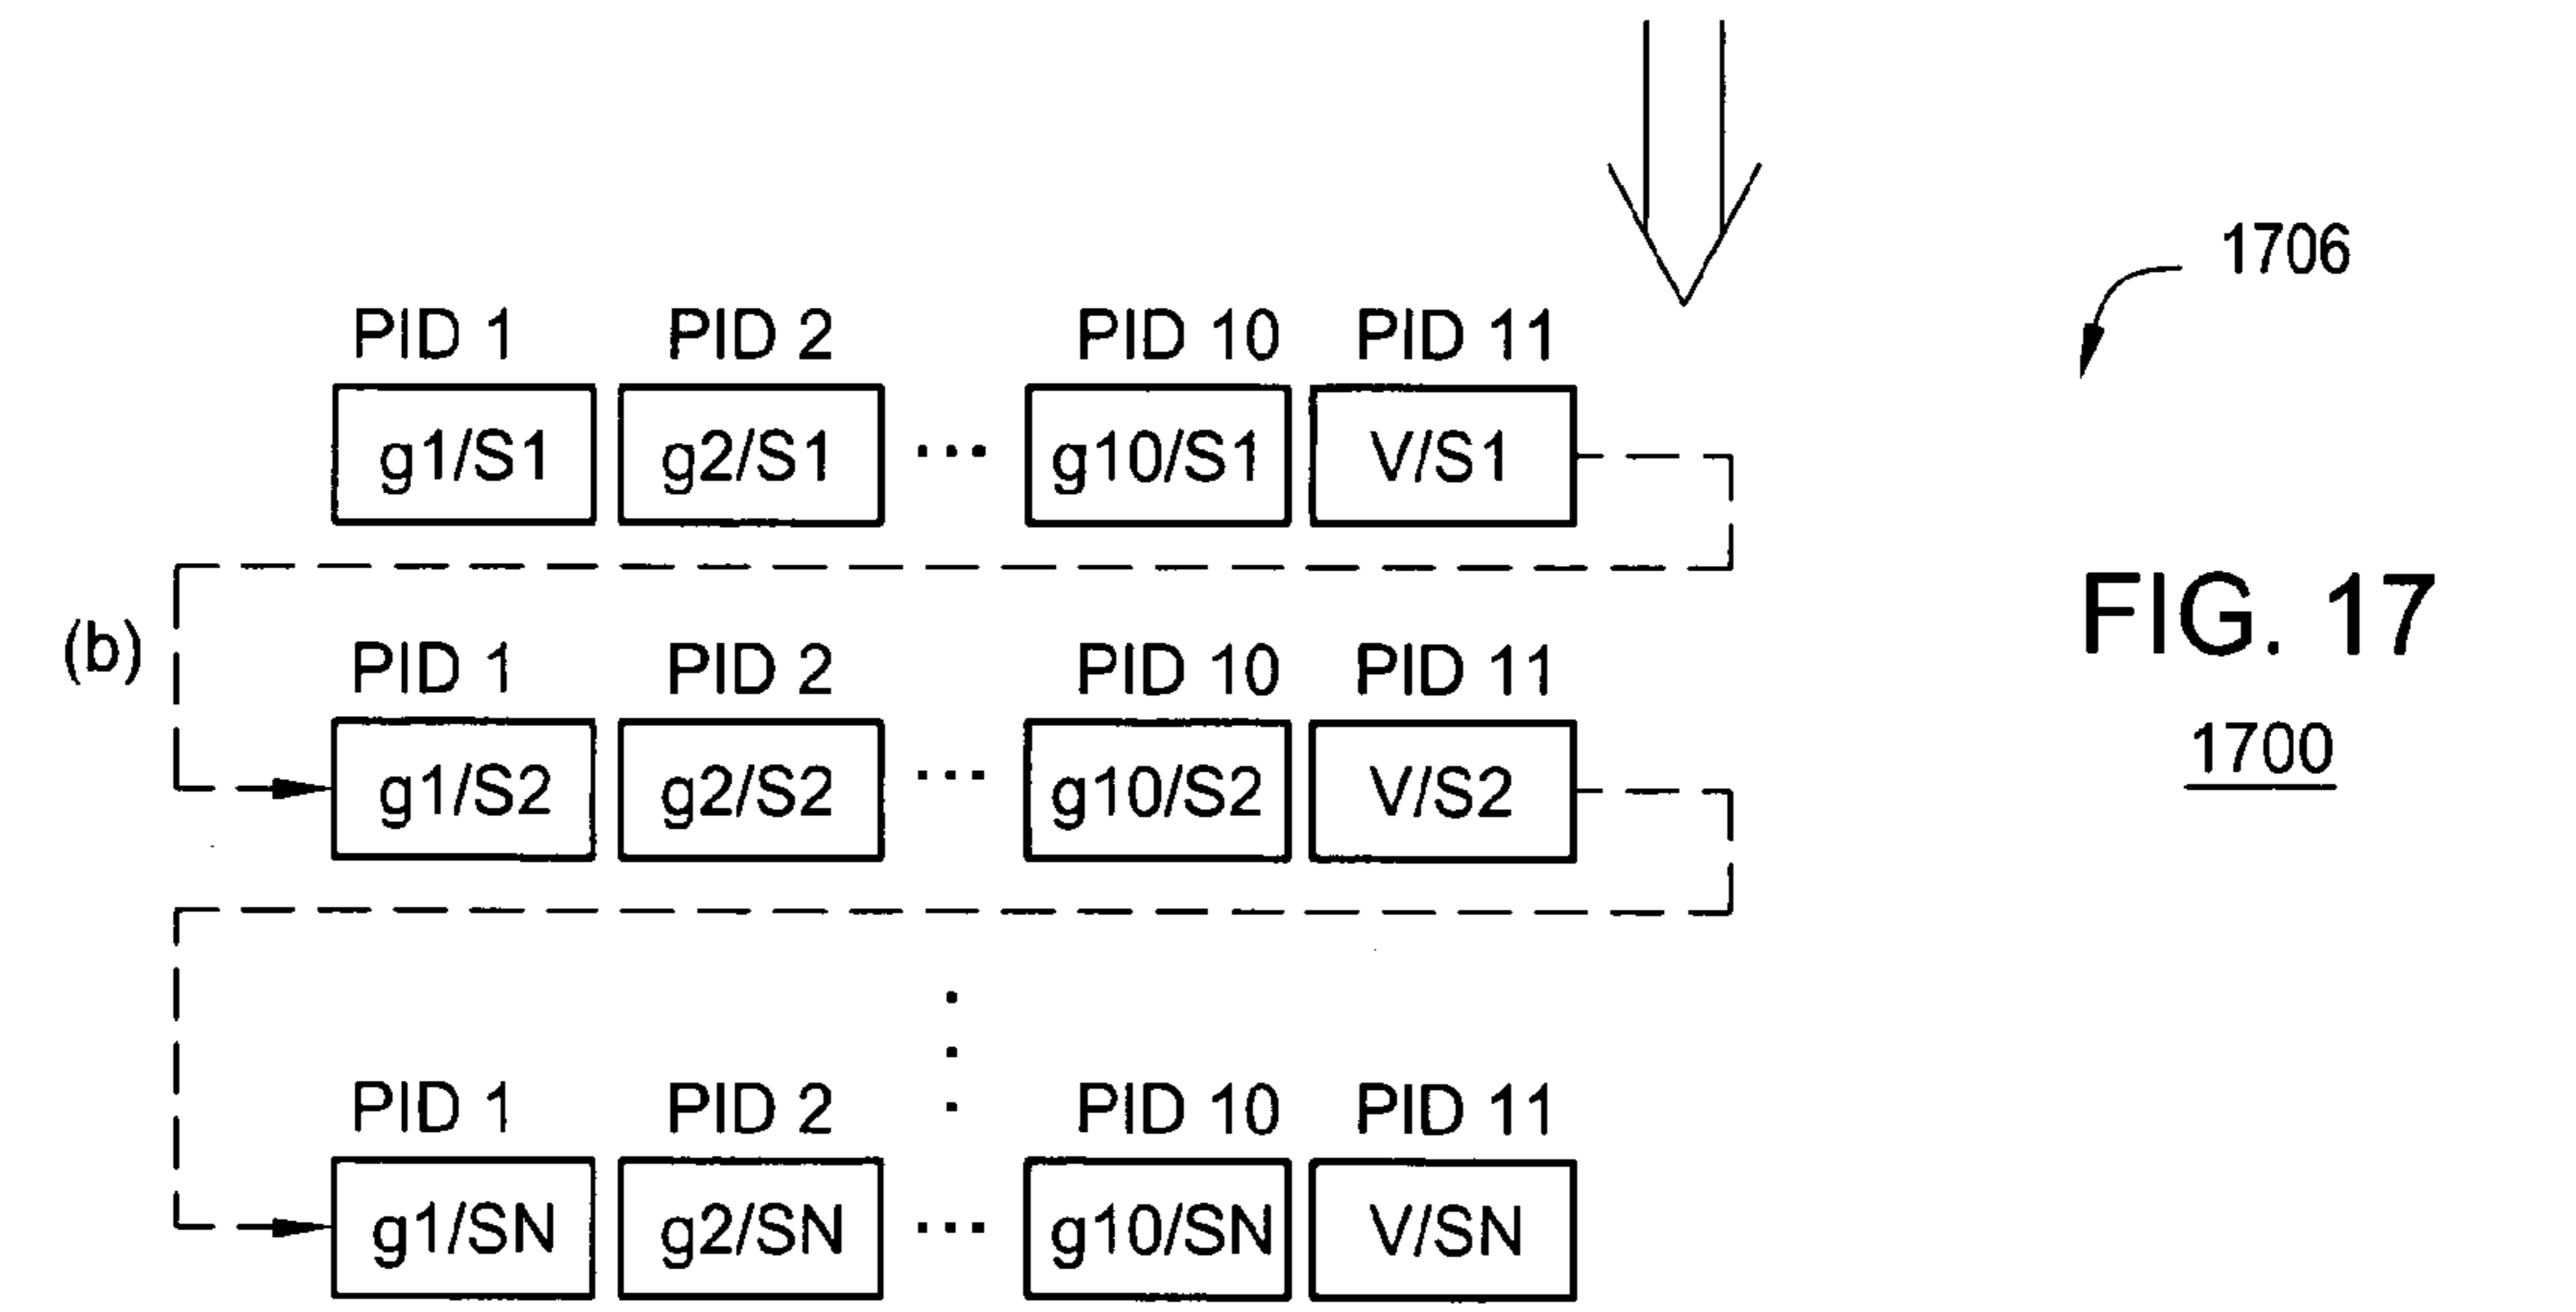 1706
PID 1 PID 2 PID 10 PID 11
g1/S1 g2/S1 ... g10/S1 V/S1
FIG. 17
(b)
PID 1 PID 2 PID 10 PID 11
1700
g1/S2 g2/S2 ... g10/S2 V/S2
PID 1 PID 2 PID 10 PID 11
g1/SN g2/SN ... g10/SN V/SN